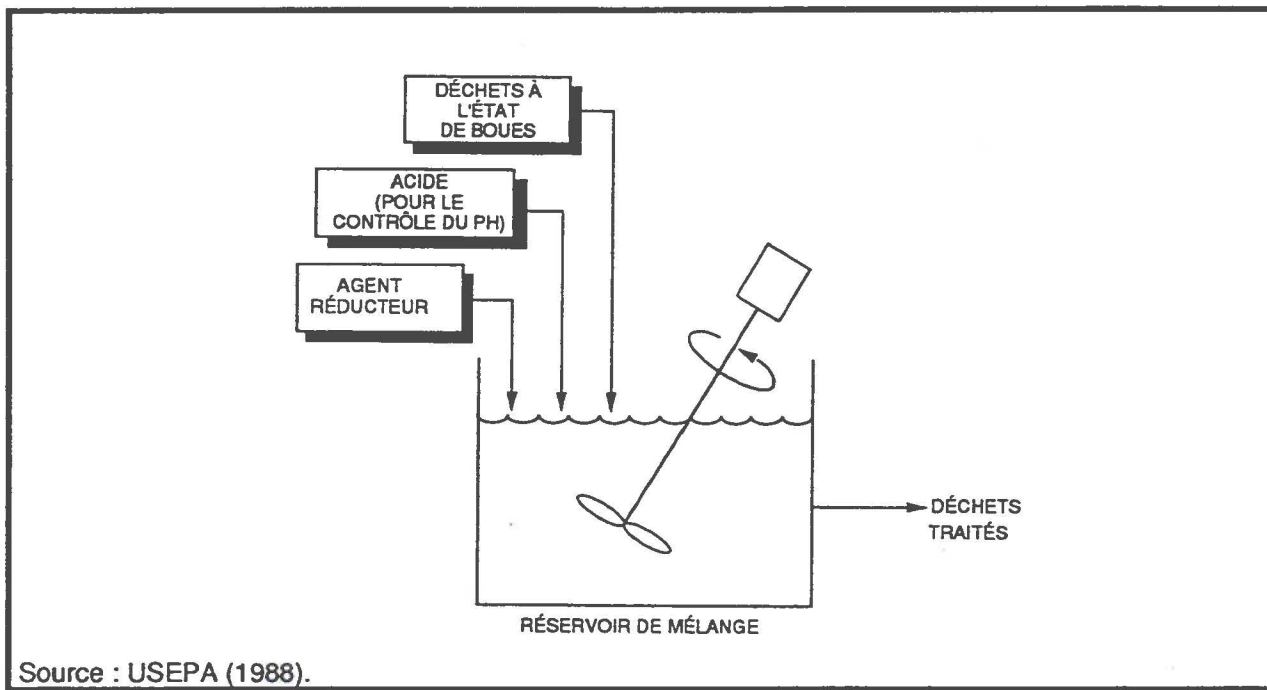 DÉCHETS À
L'ÉTAT
DE BOUES
ACIDE
(POUR LE
CONTRÔLE DU PH)
AGENT
RÉDUCTEUR
DÉCHETS
TRAITÉS
RÉSERVOIR DE MÉLANGE
Source : USEPA (1988).